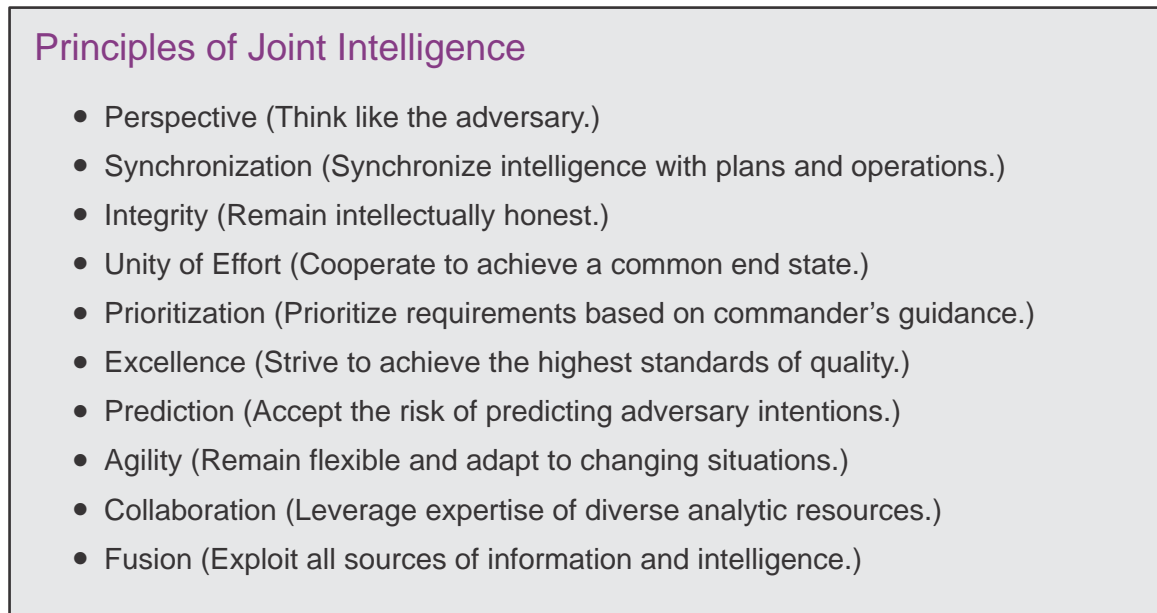 Principles of Joint Intelligence
• Perspective (Think like the adversary.)
• Synchronization (Synchronize intelligence with plans and operations.)
• Integrity (Remain intellectually honest.)
• Unity of Effort (Cooperate to achieve a common end state.)
• Prioritization (Prioritize requirements based on commander’s guidance.)
• Excellence (Strive to achieve the highest standards of quality.)
• Prediction (Accept the risk of predicting adversary intentions.)
• Agility (Remain flexible and adapt to changing situations.)
• Collaboration (Leverage expertise of diverse analytic resources.)
• Fusion (Exploit all sources of information and intelligence.)